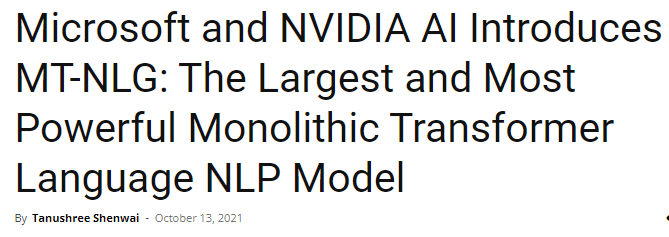 Microsoft and NVIDIA AI Introduces
MT-NLG: The Largest and Most
Powerful Monolithic Transformer
Language NLP Model
By Tanushree Shenwai - October 13, 2021